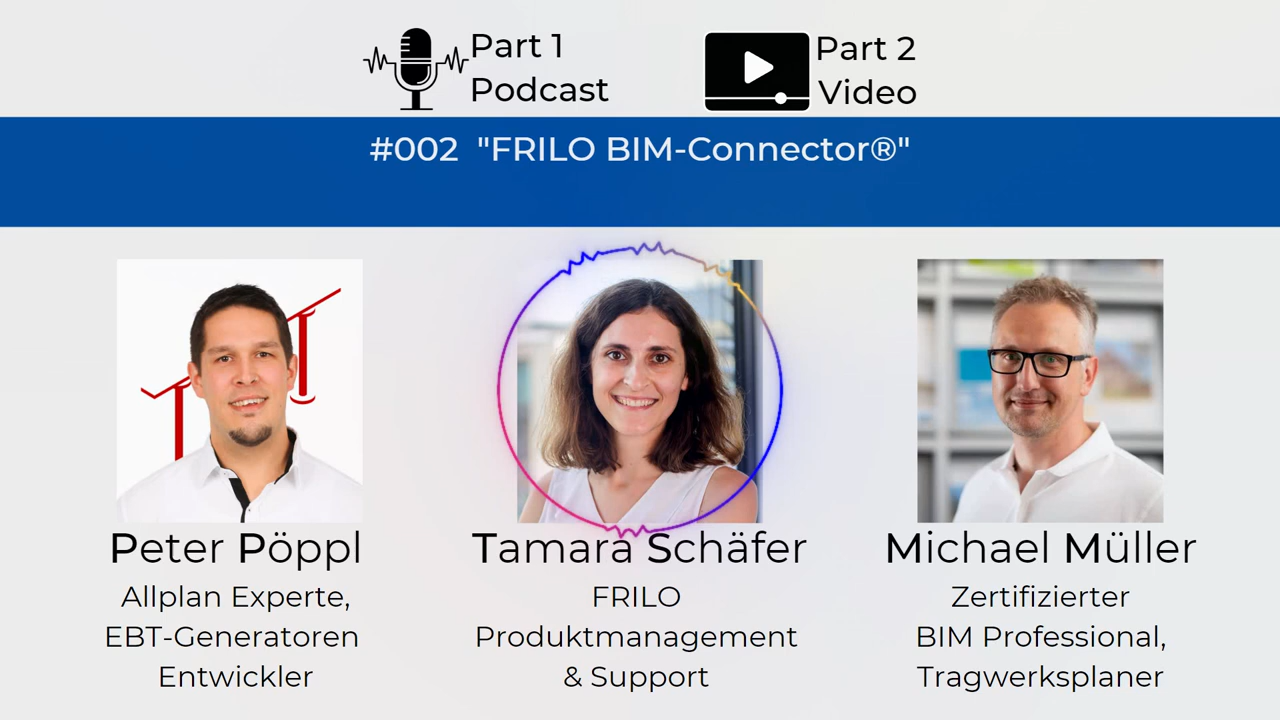 Part 1
Podcast
Part 2
Video
#002 "FRILO BIM-Connector®"
Peter Pöppl
Allplan Experte,
EBT-Generatoren
Entwickler
Tamara Schäfer
FRILO
Produktmanagement
& Support
Michael Müller
Zertifizierter
BIM Professional,
Tragwerksplaner